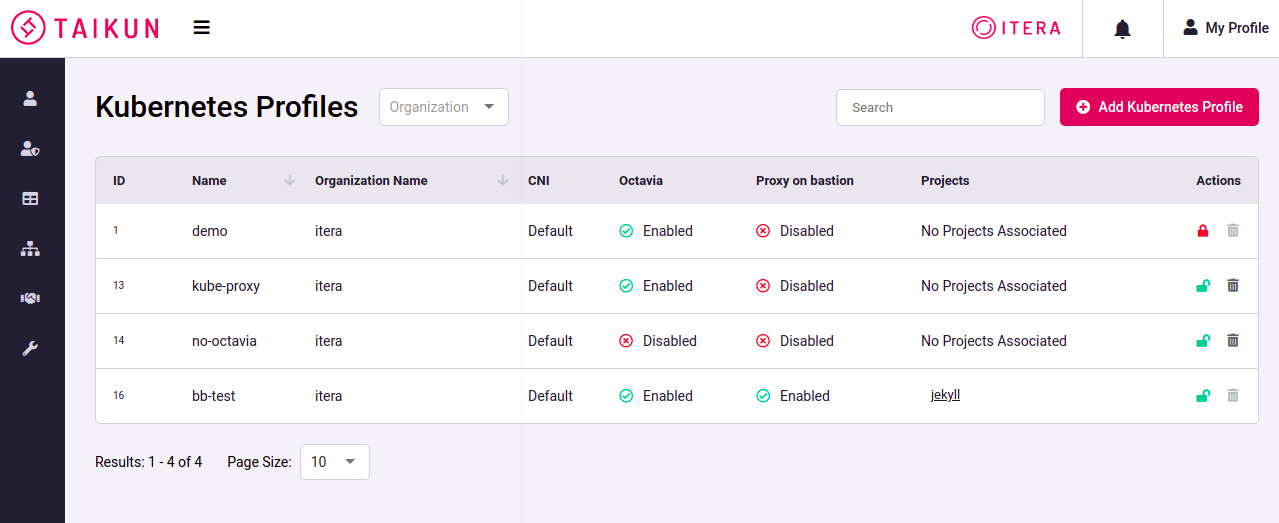 TAIKUN ITERA My Profile
Kubernetes Profiles Organization Search Add Kubernetes Profile
ID Name Organization Name CNI Octavia Proxy on bastion Projects Actions
1 demo itera Default Enabled Disabled No Projects Associated
13 kube-proxy itera Default Enabled Disabled No Projects Associated
14 no-octavia itera Default Disabled Disabled No Projects Associated
16 bb-test itera Default Enabled Enabled jekyll
Results: 1 - 4 of 4 Page Size: 10